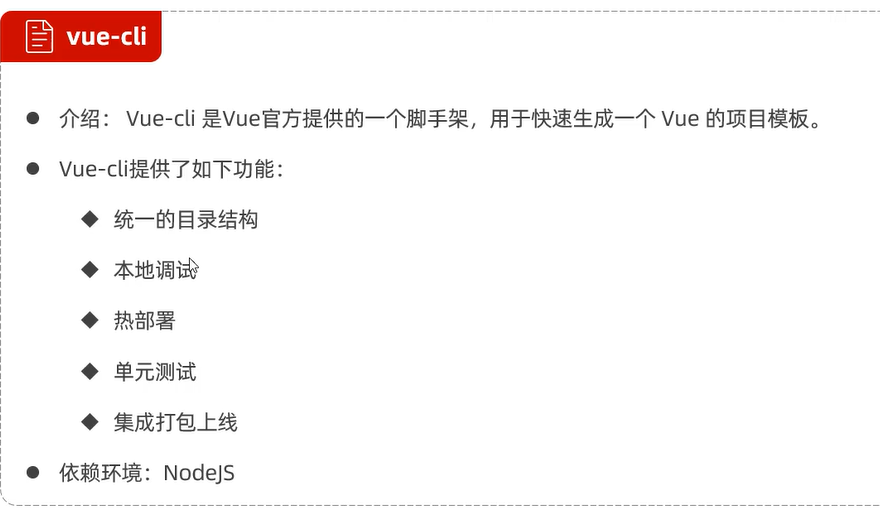 vue-cli
介绍： Vue-cli 是Vue官方提供的一个脚手架，用于快速生成一个 Vue 的项目模板。
Vue-cli提供了如下功能：
统一的目录结构
本地调试
热部署
单元测试
集成打包上线
依赖环境：NodeJS